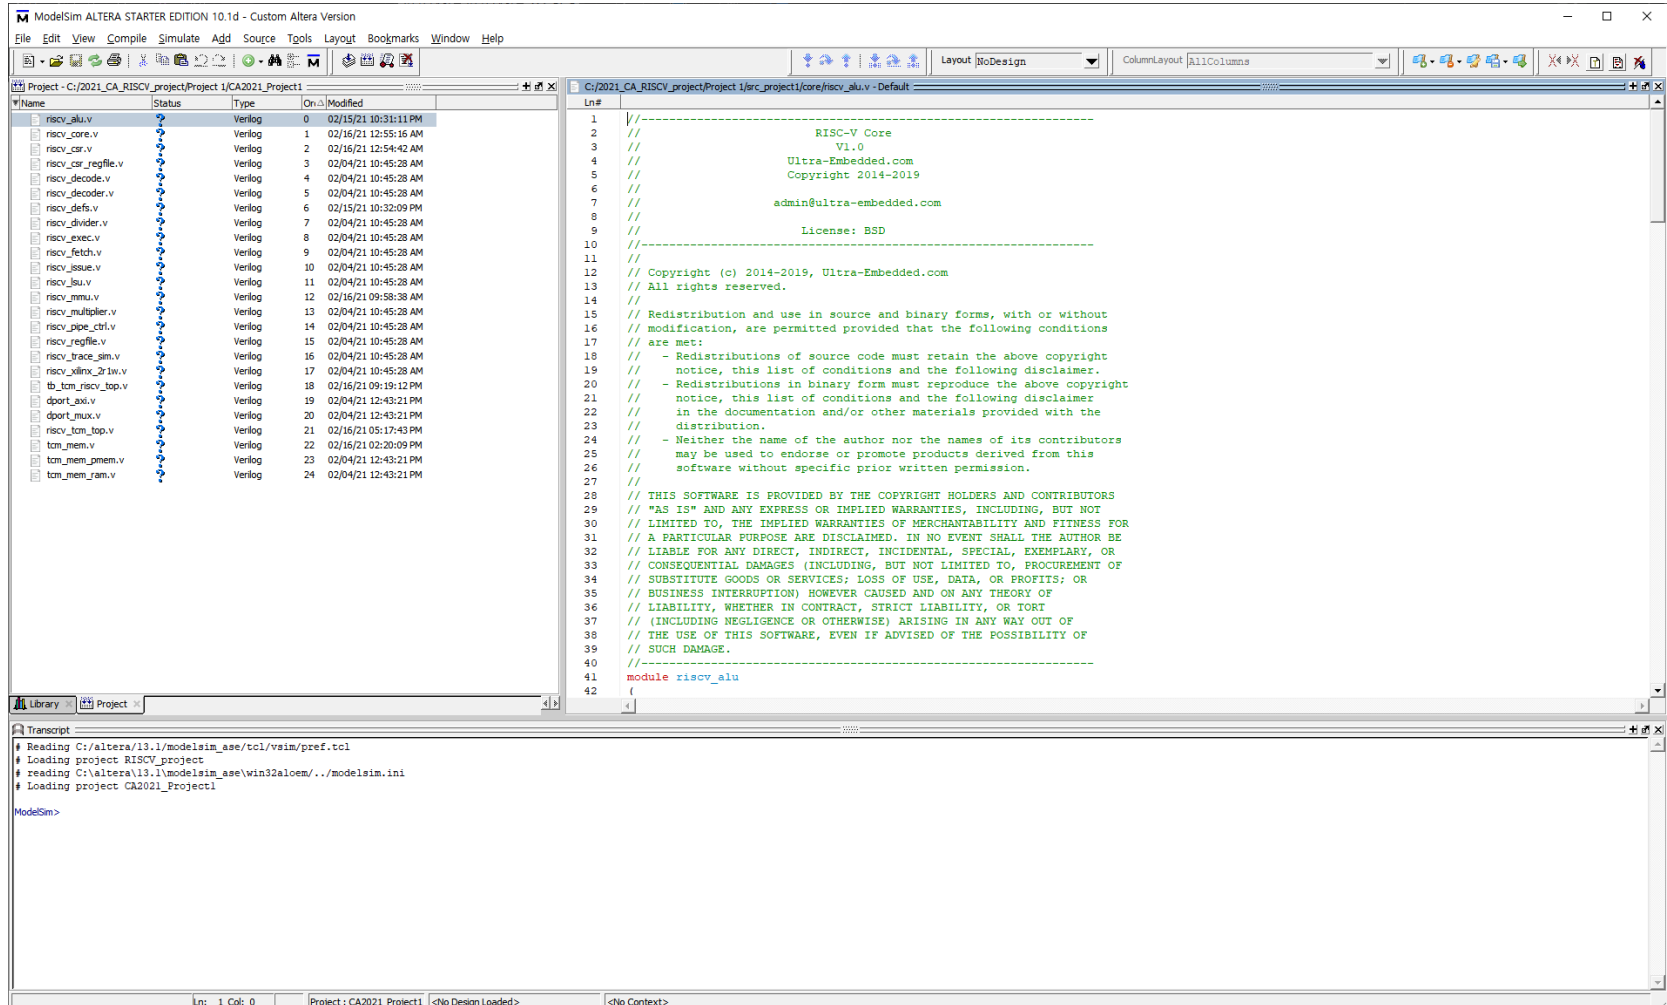 ModelSim ALTERA STARTER EDITION 10.1d - Custom Altera Version
File Edit View Compile Simulate Add Source Tools Layout Bookmarks Window Help
Layout NoDesign
ColumnLayout AllColumns
Project - C:/2021_CA_RISCV_project/Project 1/CA2021_Project1
Name Status Type Modified
riscv_alu.v Verilog 0 02/15/21 10:31:11 PM
riscv_core.v Verilog 1 02/16/21 12:55:16 AM
riscv_csr.v Verilog 2 02/16/21 12:54:42 AM
riscv_csr_regfile.v Verilog 3 02/04/21 10:45:28 AM
riscv_decode.v Verilog 4 02/04/21 10:45:28 AM
riscv_decoder.v Verilog 5 02/04/21 10:45:28 AM
riscv_defs.v Verilog 6 02/15/21 10:32:09 PM
riscv_divider.v Verilog 7 02/04/21 10:45:28 AM
riscv_exec.v Verilog 8 02/04/21 10:45:28 AM
riscv_fetch.v Verilog 9 02/04/21 10:45:28 AM
riscv_issue.v Verilog 10 02/04/21 10:45:28 AM
riscv_lsu.v Verilog 11 02/04/21 10:45:28 AM
riscv_mmu.v Verilog 12 02/16/21 09:58:38 AM
riscv_multiplier.v Verilog 13 02/04/21 10:45:28 AM
riscv_pipe_ctrl.v Verilog 14 02/04/21 10:45:28 AM
riscv_regfile.v Verilog 15 02/04/21 10:45:28 AM
riscv_trace_sim.v Verilog 16 02/04/21 10:45:28 AM
riscv_xilinx_2r1w.v Verilog 17 02/04/21 10:45:28 AM
tb_tcm_riscv_top.v Verilog 18 02/16/21 09:19:12 PM
dport_axi.v Verilog 19 02/04/21 12:43:21 PM
dport_mux.v Verilog 20 02/04/21 12:43:21 PM
riscv_tcm_top.v Verilog 21 02/16/21 05:17:43 PM
tcm_mem.v Verilog 22 02/16/21 02:20:09 PM
tcm_mem_pmem.v Verilog 23 02/04/21 12:43:21 PM
tcm_mem_ram.v Verilog 24 02/04/21 12:43:21 PM
Library
Project
C:/2021_CA_RISCV_project/Project 1/src_project1/core/riscv_alu.v - Default
Ln#
1 //-----------------------------------------------------------------
2 // RISC-V Core
3 // V1.0
4 // Ultra-Embedded.com
5 // Copyright 2014-2019
6 //
7 // admin@ultra-embedded.com
8 //
9 // License: BSD
10 //-----------------------------------------------------------------
11 //
12 // Copyright (c) 2014-2019, Ultra-Embedded.com
13 // All rights reserved.
14 //
15 // Redistribution and use in source and binary forms, with or without
16 // modification, are permitted provided that the following conditions
17 // are met:
18 // - Redistributions of source code must retain the above copyright
19 // notice, this list of conditions and the following disclaimer.
20 // - Redistributions in binary form must reproduce the above copyright
21 // notice, this list of conditions and the following disclaimer
22 // in the documentation and/or other materials provided with the
23 // distribution.
24 // - Neither the name of the author nor the names of its contributors
25 // may be used to endorse or promote products derived from this
26 // software without specific prior written permission.
27 //
28 // THIS SOFTWARE IS PROVIDED BY THE COPYRIGHT HOLDERS AND CONTRIBUTORS
29 // "AS IS" AND ANY EXPRESS OR IMPLIED WARRANTIES, INCLUDING, BUT NOT
30 // LIMITED TO, THE IMPLIED WARRANTIES OF MERCHANTABILITY AND FITNESS FOR
31 // A PARTICULAR PURPOSE ARE DISCLAIMED. IN NO EVENT SHALL THE AUTHOR BE
32 // LIABLE FOR ANY DIRECT, INDIRECT, INCIDENTAL, SPECIAL, EXEMPLARY, OR
33 // CONSEQUENTIAL DAMAGES (INCLUDING, BUT NOT LIMITED TO, PROCUREMENT OF
34 // SUBSTITUTE GOODS OR SERVICES; LOSS OF USE, DATA, OR PROFITS; OR
35 // BUSINESS INTERRUPTION) HOWEVER CAUSED AND ON ANY THEORY OF
36 // LIABILITY, WHETHER IN CONTRACT, STRICT LIABILITY, OR TORT
37 // (INCLUDING NEGLIGENCE OR OTHERWISE) ARISING IN ANY WAY OUT OF
38 // THE USE OF THIS SOFTWARE, EVEN IF ADVISED OF THE POSSIBILITY OF
39 // SUCH DAMAGE.
40 //-----------------------------------------------------------------
41 module riscv_alu
42 (
Transcript
# Reading C:/altera/13.1/modelsim_ase/tcl/vsim/pref.tcl
# Loading project RISCV_project
# reading C:\altera\13.1\modelsim_ase\win32aloem/../modelsim.ini
# Loading project CA2021_Project1
ModelSim>
Ln: 1 Col: 0 Project : CA2021_Project1 <No Design Loaded> <No Context>